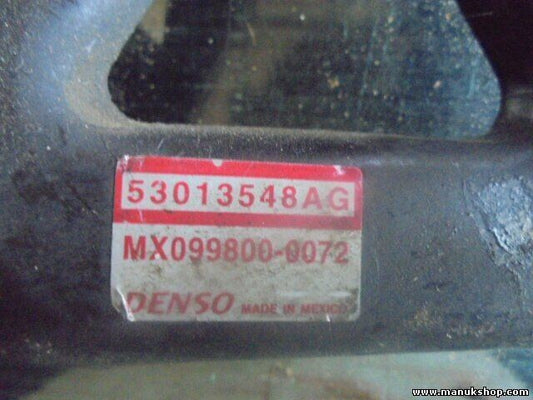 53013548AG
MX099800-0072
DENSO MADE IN MEXICO
www.manukshop.com